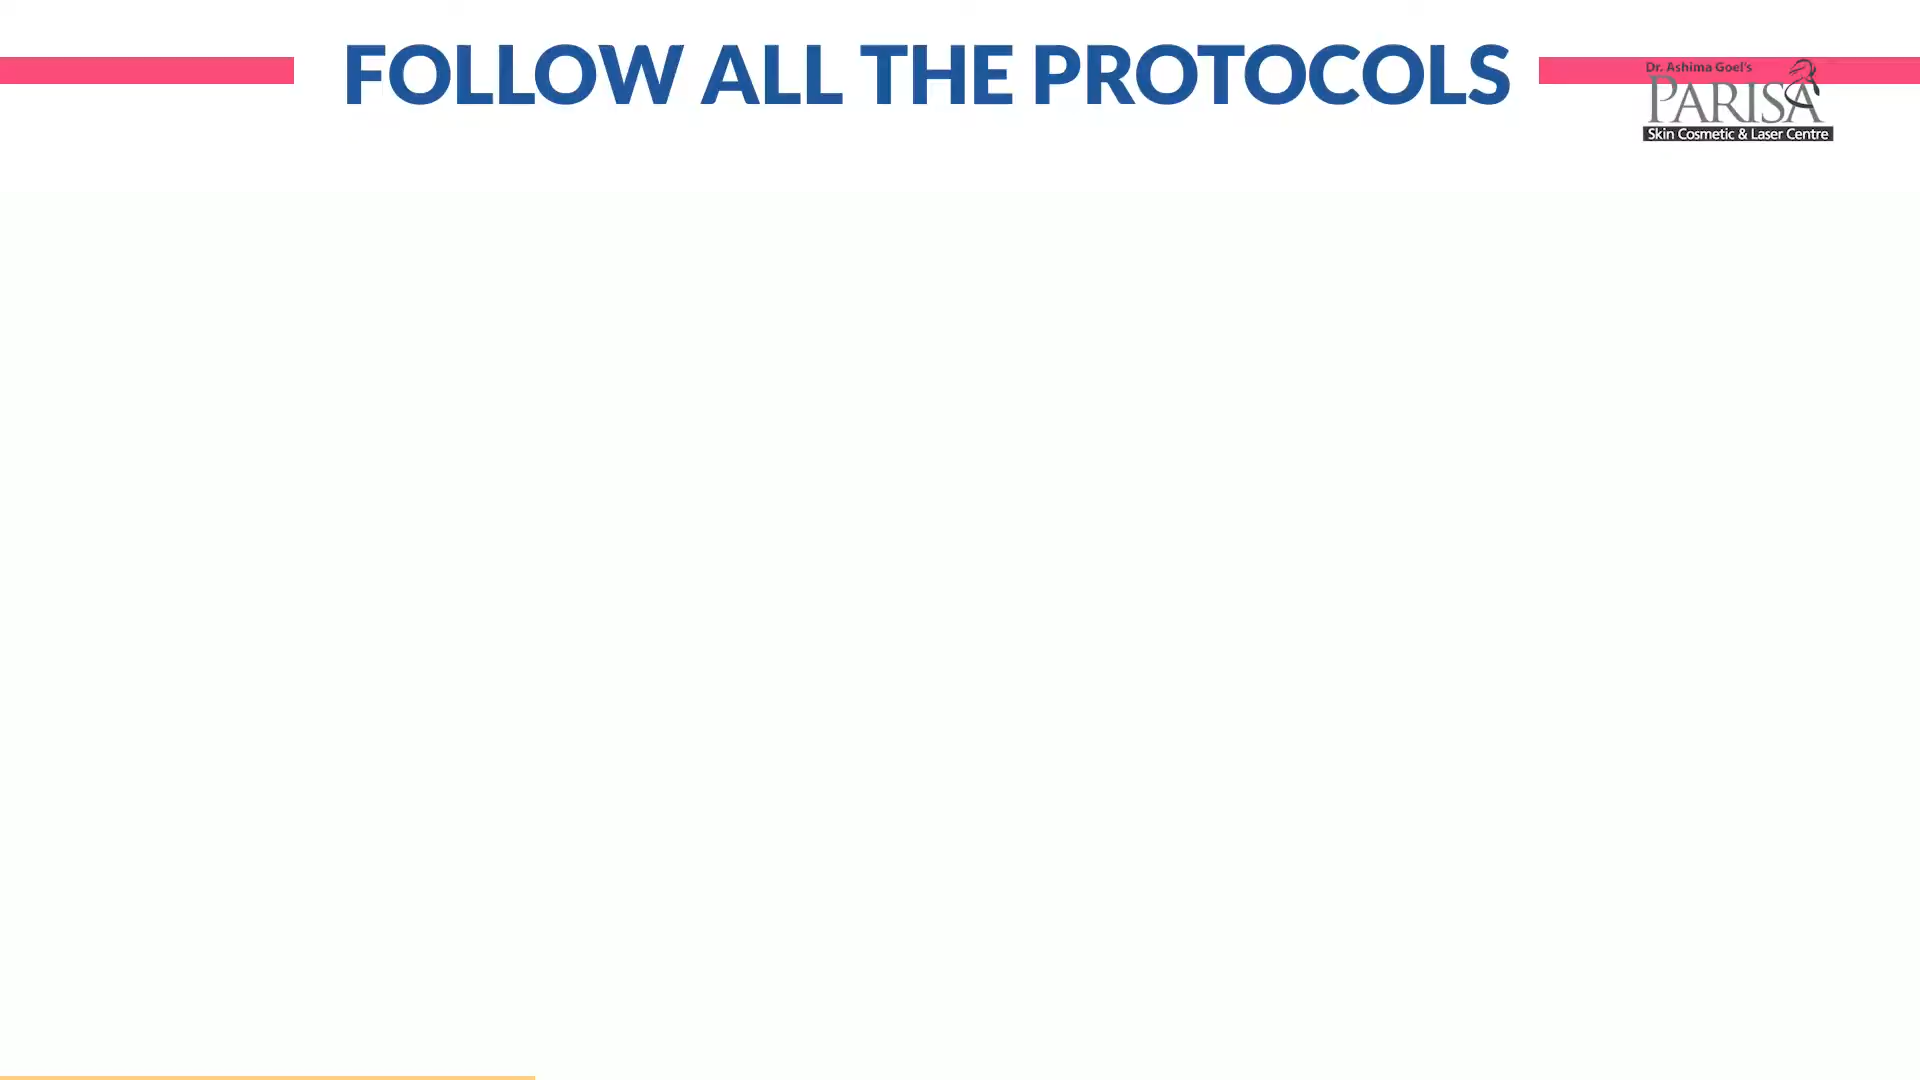 FOLLOW ALL THE PROTOCOLS
Dr. Ashima Goel's
PARISA
Skin Cosmetic & Laser Centre